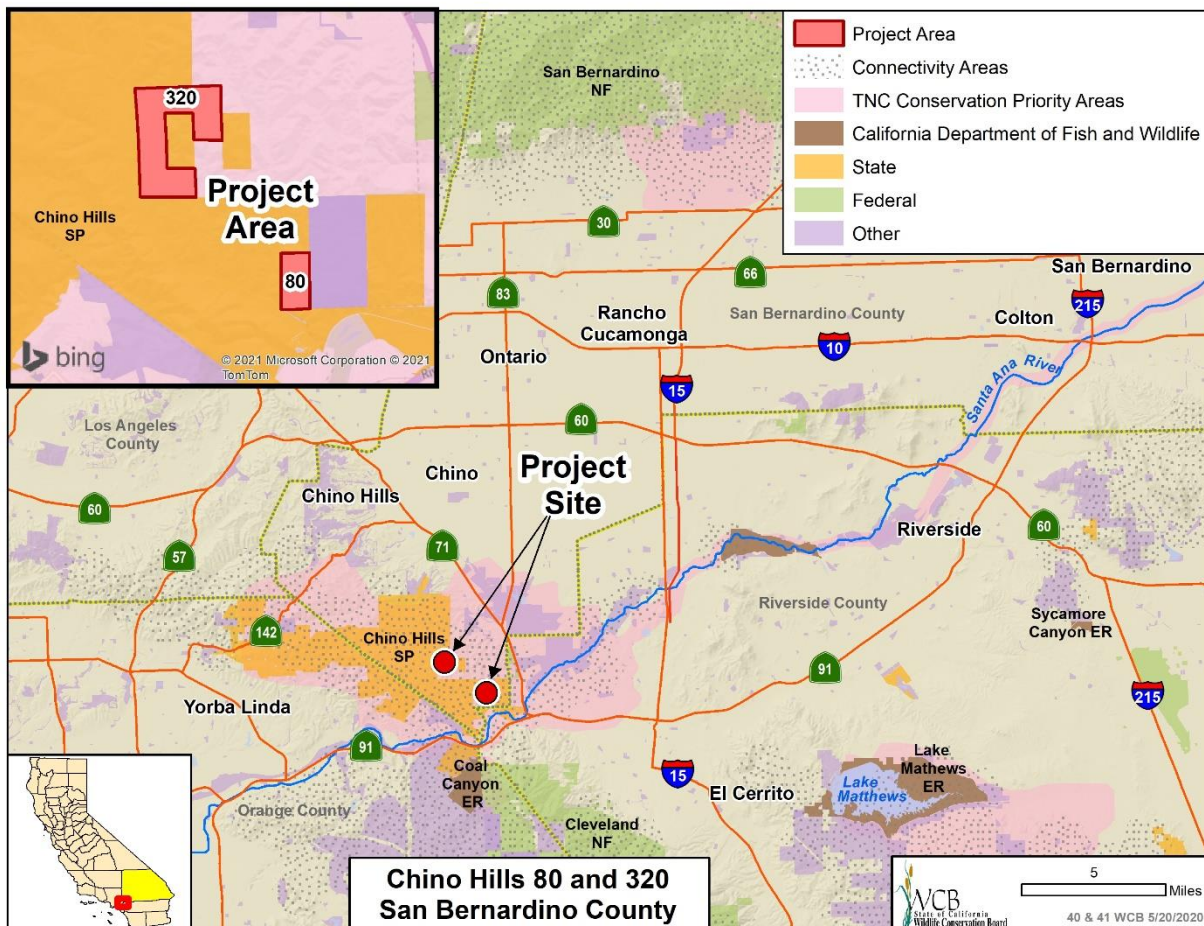 320
Project
Area
Chino Hills
SP
80
bing
© 2021 Microsoft Corporation © 2021
TomTom
Project Area
Connectivity Areas
TNC Conservation Priority Areas
California Department of Fish and Wildlife
State
Federal
Other
San Bernardino
NF
30
66
San Bernardino
83
Rancho
Cucamonga
San Bernardino County
Colton
215
Ontario
10
15
Santa Ana River
Los Angeles
County
60
Chino
Project
Site
Chino Hills
60
57
71
Riverside
60
Riverside County
142
Chino Hills
SP
Sycamore
Canyon ER
91
215
Yorba Linda
91
Coal
Canyon
ER
15
El Cerrito
Lake
Mathews
ER
Lake
Matthews
Orange County
Cleveland
NF
Chino Hills 80 and 320
San Bernardino County
WCB
State of California
Wildlife Conservation Board
5
Miles
40 & 41 WCB 5/20/2020